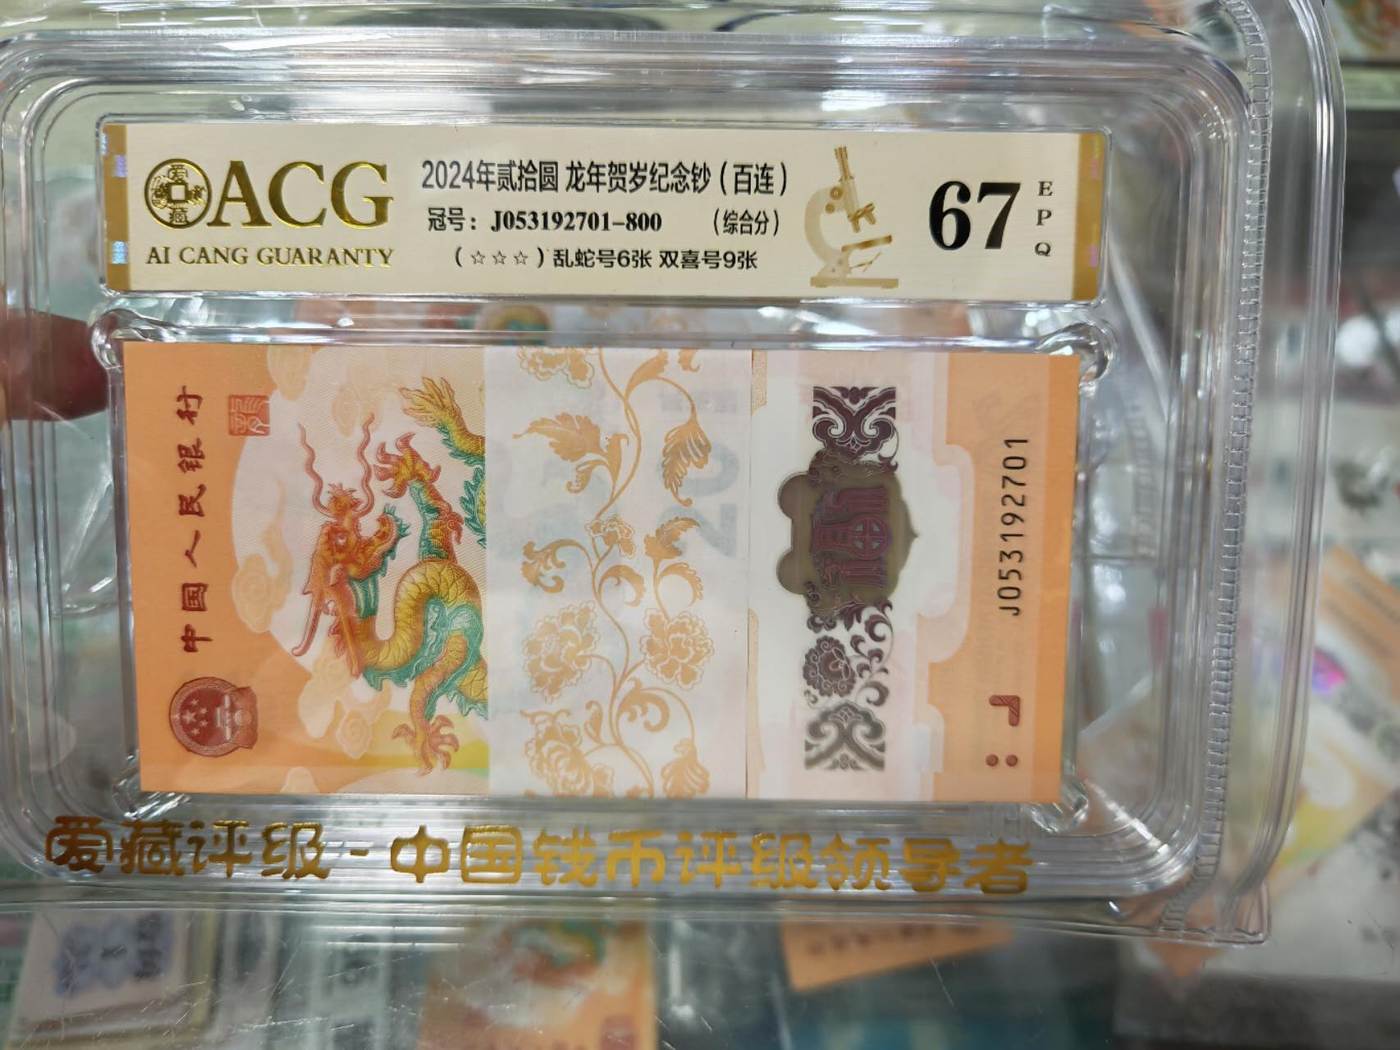 ACG
AI CANG GUARANTY
2024年贰拾圆 龙年贺岁纪念钞(百连)
冠号: J053192701-800 (综合分)
(☆☆☆)乱蛇号6张 双喜号9张
67
EPQ
中国人民银行
J053192701
爱藏评级-中国钱币评级领导者